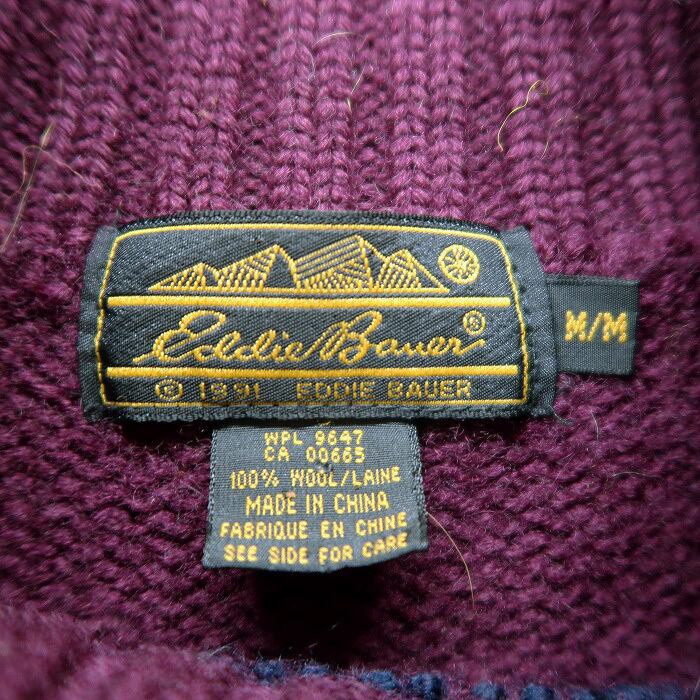 Eddie Bauer®
© 1991 EDDIE BAUER
M/M
WPL 9647
CA 00665
100% WOOL/LAINE
MADE IN CHINA
FABRIQUE EN CHINE
SEE SIDE FOR CARE